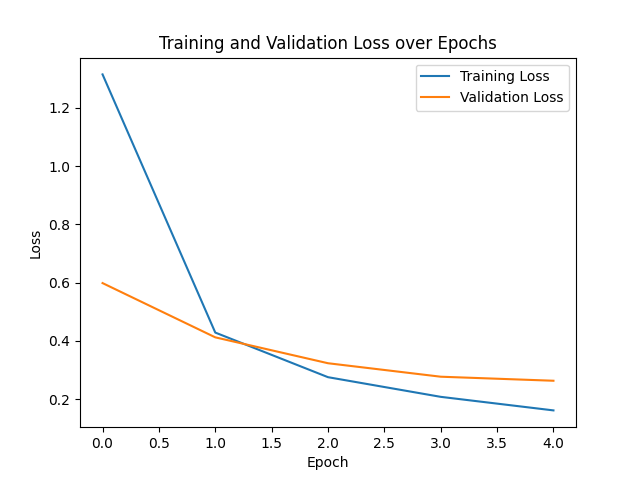 Training and Validation Loss over Epochs
Training Loss
Validation Loss
1.2
1.0
0.8
0.6
0.4
0.2
Loss
0.0 0.5 1.0 1.5 2.0 2.5 3.0 3.5 4.0
Epoch